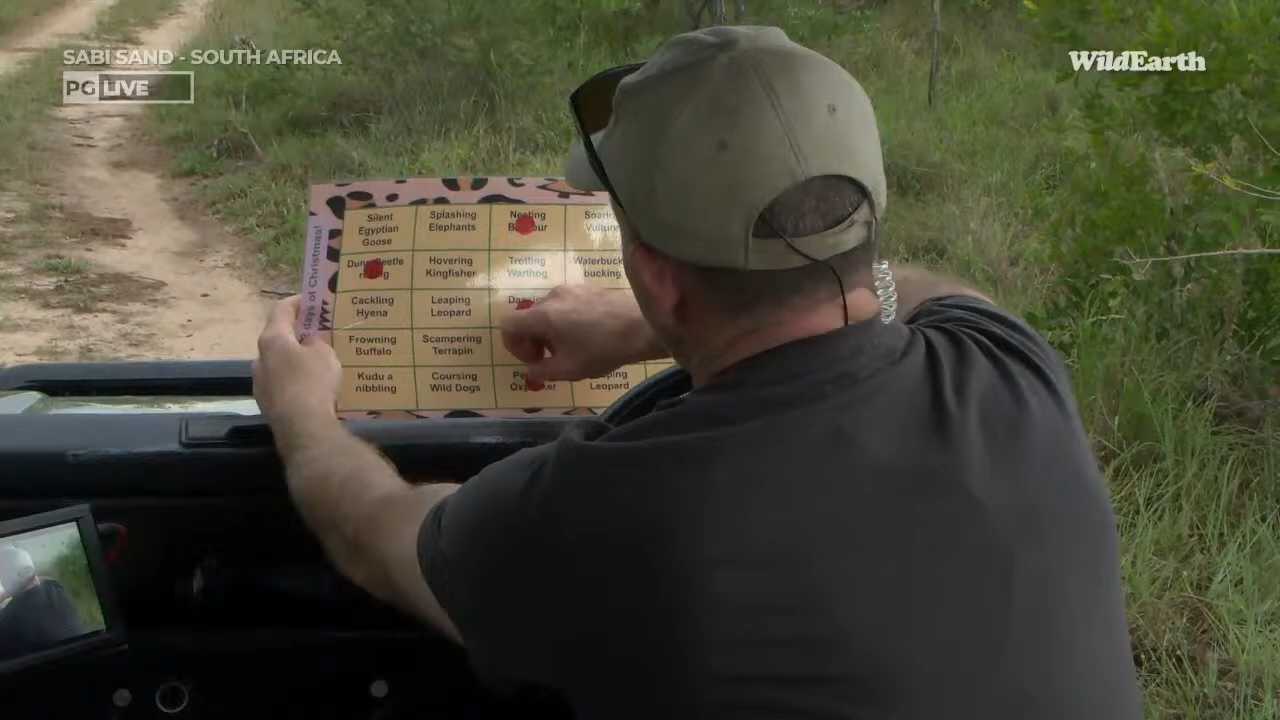 SABI SAND - SOUTH AFRICA
PG LIVE
WildEarth
days of Christmas!
Silent
Egyptian
Goose
Splashing
Elephants
Hovering
Kingfisher
Trotting
Warthog
Waterbuck
bucking
Cackling
Hyena
Leaping
Leopard
Frowning
Buffalo
Scampering
Terrapin
Kudu a
nibbling
Coursing
Wild Dogs
Leopard